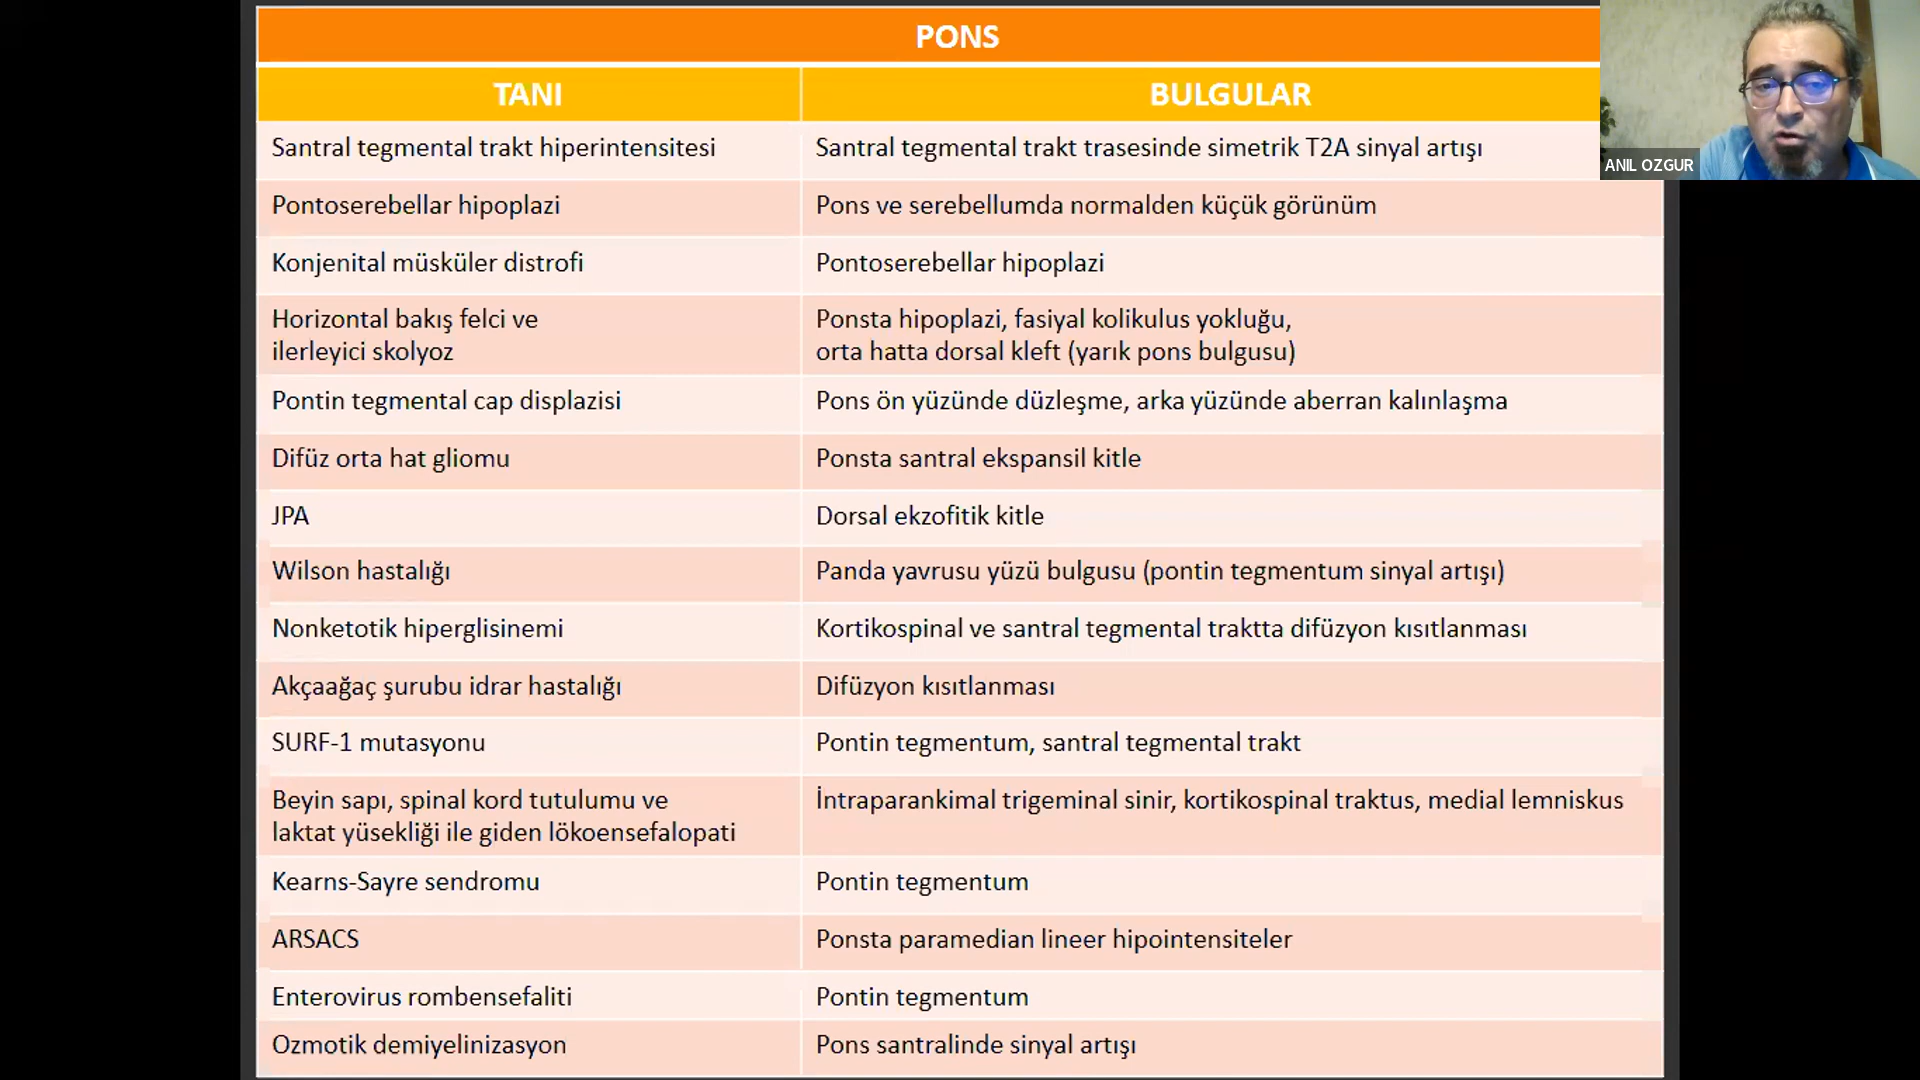 PONS
TANI
BULGULAR
Santral tegmental trakt hiperintensitesi
Santral tegmental trakt trasesinde simetrik T2A sinyal artışı
ANIL OZGUR
Pontoserebellar hipoplazi
Pons ve serebellumda normalden küçük görünüm
Konjenital müsküler distrofi
Pontoserebellar hipoplazi
Horizontal bakış felci ve
ilerleyici skolyoz
Ponsta hipoplazi, fasiyal kolikulus yokluğu,
orta hatta dorsal kleft (yarık pons bulgusu)
Pontin tegmental cap displazisi
Pons ön yüzünde düzleşme, arka yüzünde aberran kalınlaşma
Difüz orta hat gliomu
Ponsta santral ekspansil kitle
JPA
Dorsal ekzofitik kitle
Wilson hastalığı
Panda yavrusu yüzü bulgusu (pontin tegmentum sinyal artışı)
Nonketotik hiperglisinemi
Kortikospinal ve santral tegmental traktta difüzyon kısıtlanması
Akçaağaç şurubu idrar hastalığı
Difüzyon kısıtlanması
SURF-1 mutasyonu
Pontin tegmentum, santral tegmental trakt
Beyin sapı, spinal kord tutulumu ve
laktat yüsekliği ile giden lökoensefalopati
İntraparankimal trigeminal sinir, kortikospinal traktus, medial lemniskus
Kearns-Sayre sendromu
Pontin tegmentum
ARSACS
Ponsta paramedian lineer hipointensiteler
Enterovirus rombensefaliti
Pontin tegmentum
Ozmotik demiyelinizasyon
Pons santralinde sinyal artışı